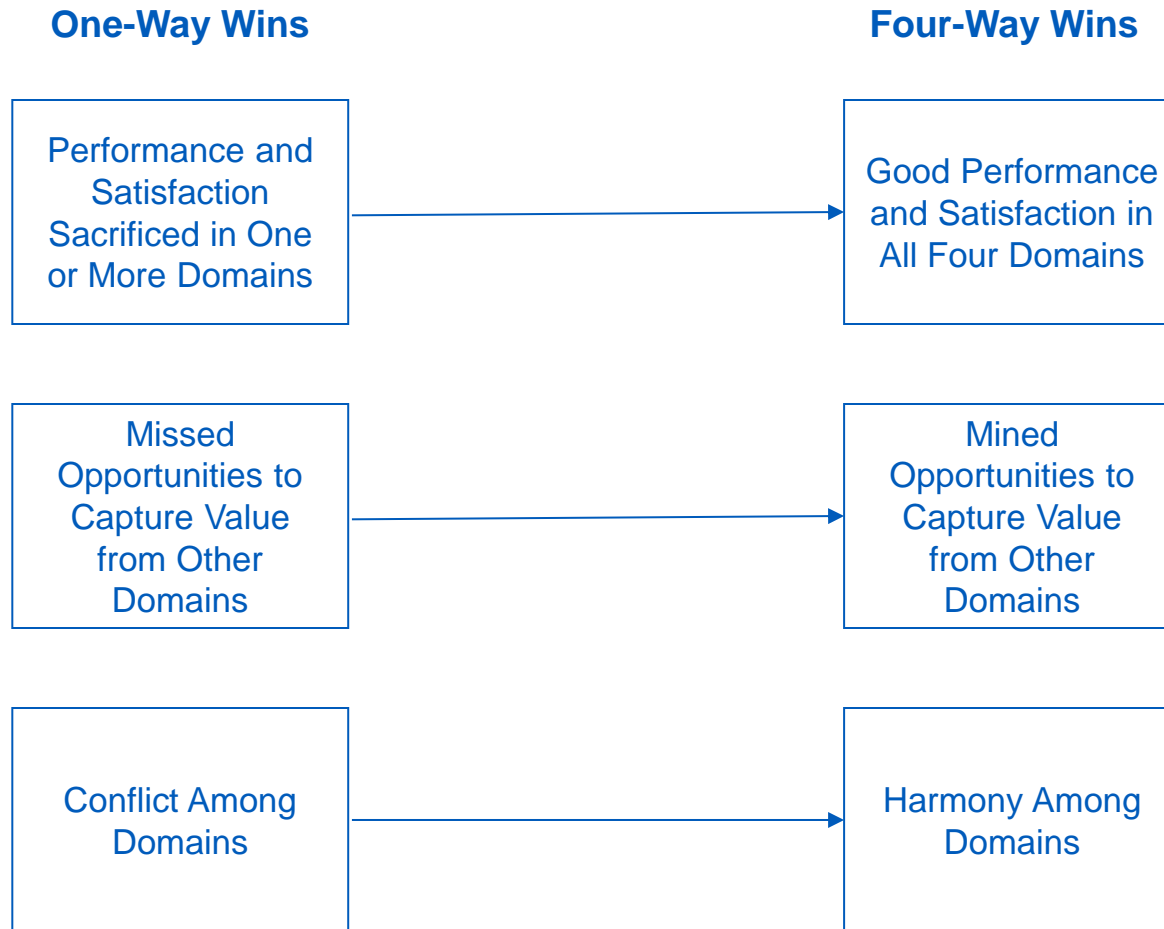 One-Way Wins
Four-Way Wins
Performance and
Satisfaction
Sacrificed in One
or More Domains
Good Performance
and Satisfaction in
All Four Domains
Missed
Opportunities to
Capture Value
from Other
Domains
Mined
Opportunities to
Capture Value
from Other
Domains
Conflict Among
Domains
Harmony Among
Domains